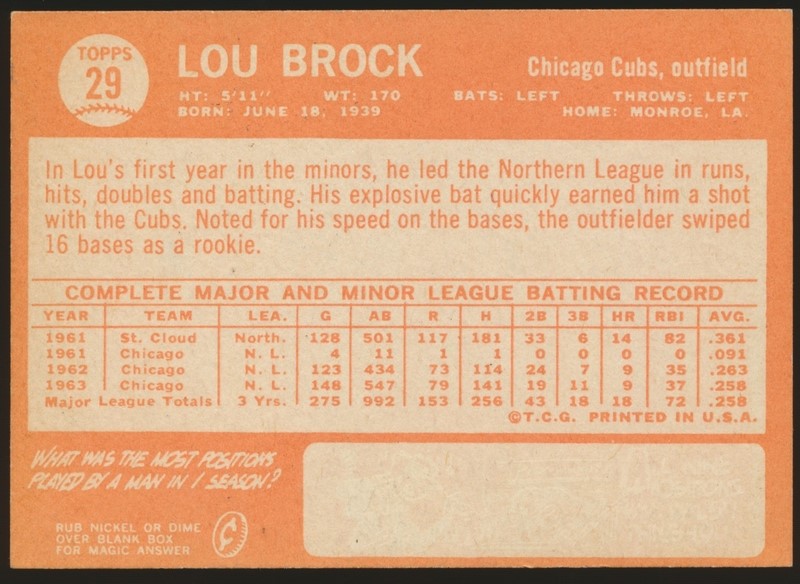 TOPPS
29
LOU BROCK
Chicago Cubs, outfield
HT: 5'11" WT: 170 BATS: LEFT THROWS: LEFT
BORN: JUNE 18, 1939 HOME: MONROE, LA.
In Lou's first year in the minors, he led the Northern League in runs,
hits, doubles and batting. His explosive bat quickly earned him a shot
with the Cubs. Noted for his speed on the bases, the outfielder swiped
16 bases as a rookie.
COMPLETE MAJOR AND MINOR LEAGUE BATTING RECORD
YEAR TEAM LEA. G AB R H 2B 3B HR RBI AVG.
1961 St. Cloud North. 128 501 117 181 33 6 14 82 .361
1961 Chicago N. L. 4 11 1 1 0 0 0 0 .091
1962 Chicago N. L. 123 434 73 114 24 7 9 35 .263
1963 Chicago N. L. 148 547 79 141 19 11 9 37 .258
Major League Totals 3 Yrs. 275 992 153 256 43 18 18 72 .258
©T.C.G. PRINTED IN U.S.A.
WHAT WAS THE MOST POSITIONS
PLAYED BY A MAN IN 1 SEASON?
RUB NICKEL OR DIME
OVER BLANK BOX
FOR MAGIC ANSWER